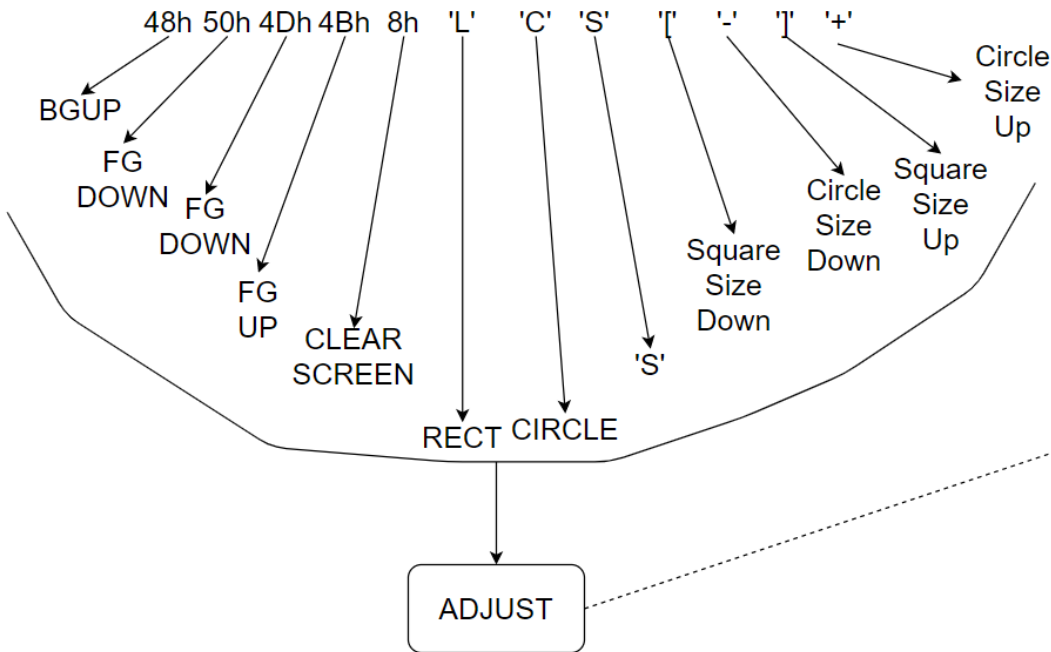 48h 50h 4Dh 4Bh 8h 'L' 'C' 'S' '[' '-' ']' '+'
Circle
Size
Up
BGUP
FG
DOWN
FG
DOWN
FG
UP
CLEAR
SCREEN
RECT
CIRCLE
'S'
Square
Size
Down
Circle
Size
Down
Square
Size
Up
ADJUST